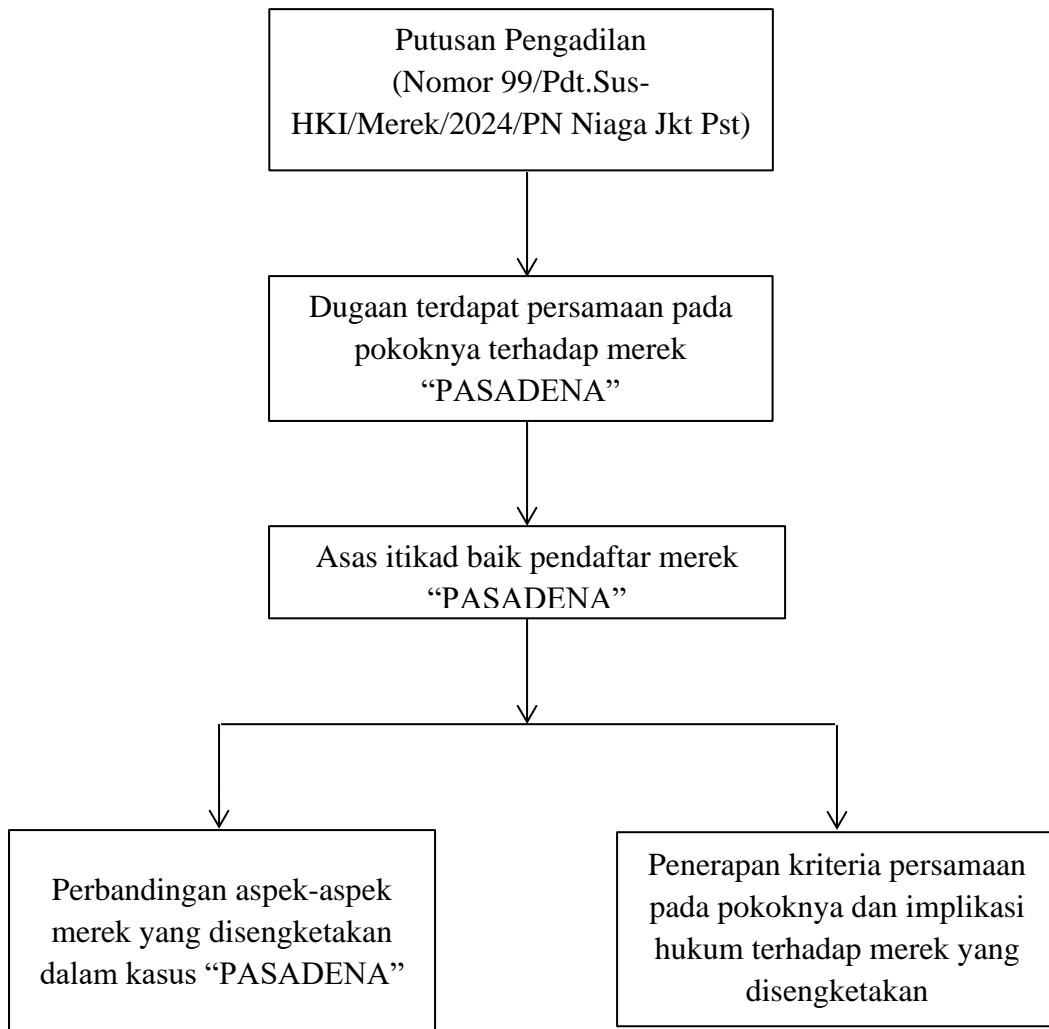 Putusan Pengadilan
(Nomor 99/Pdt.Sus-
HKI/Merek/2024/PN Niaga Jkt Pst)
Dugaan terdapat persamaan pada
pokoknya terhadap merek
“PASADENA”
Asas itikad baik pendaftar merek
“PASADENA”
Perbandingan aspek-aspek
merek yang disengketakan
dalam kasus “PASADENA”
Penerapan kriteria persamaan
pada pokoknya dan implikasi
hukum terhadap merek yang
disengketakan